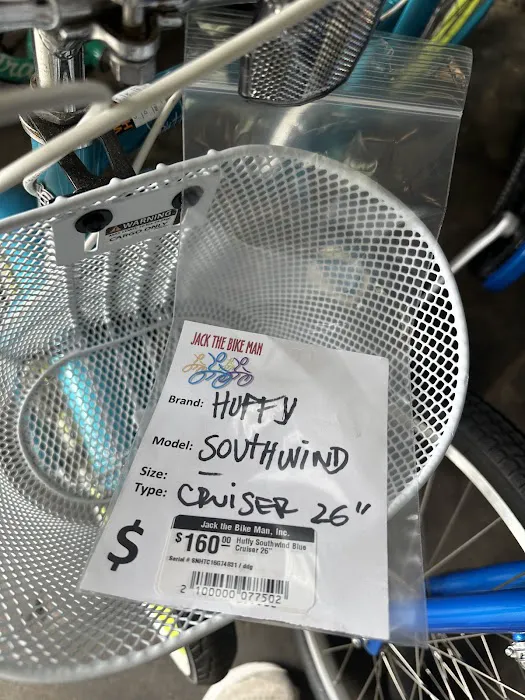 WARNING
CARGO ONLY
JACK THE BIKE MAN
Brand: HUFFY
Model: SOUTHWIND
Size: –
Type: CRUISER 26"
$
Jack the Bike Man, Inc.
$160.00 Huffy Southwind Blue
Cruiser 26"
2 100000 077502